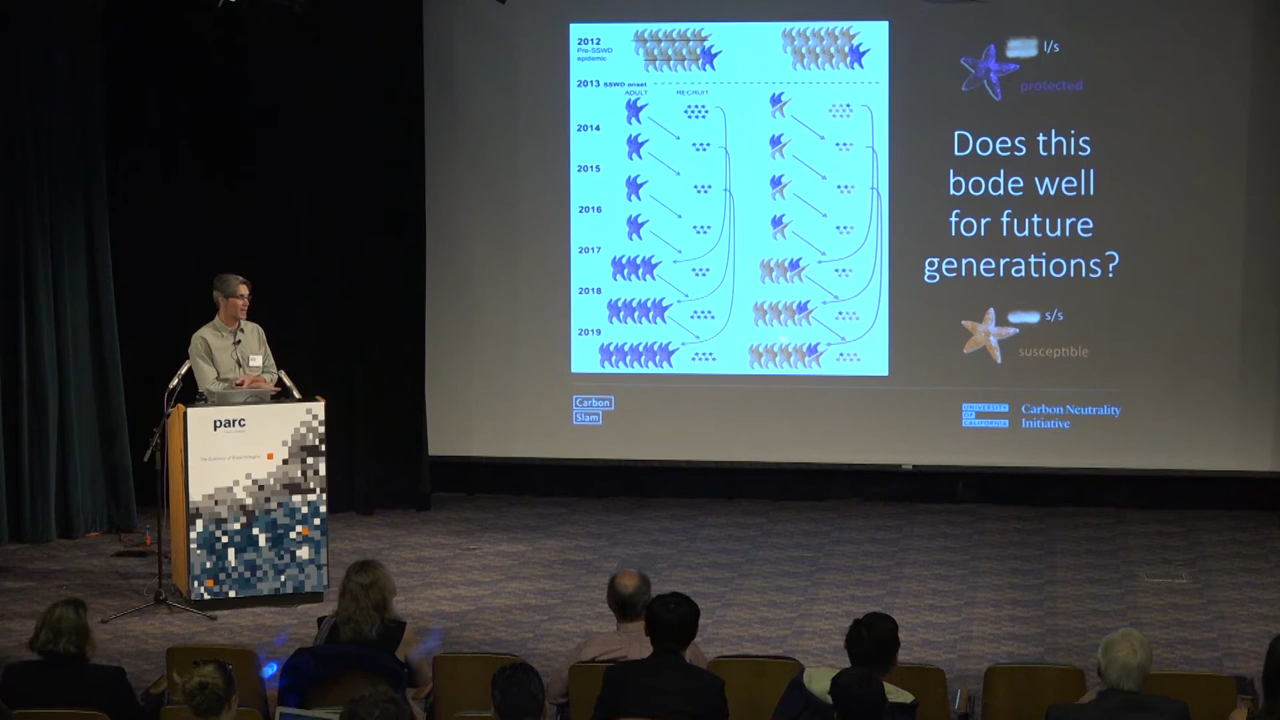 2012
Pre-SSWD
epidemic
2013 SSWD onset
ADULT RECRUIT
2014
2015
2016
2017
2018
2019
l/s
protected
Does this
bode well
for future
generations?
s/s
susceptible
Carbon
Slam
UNIVERSITY
OF
CALIFORNIA
Carbon Neutrality
Initiative
parc